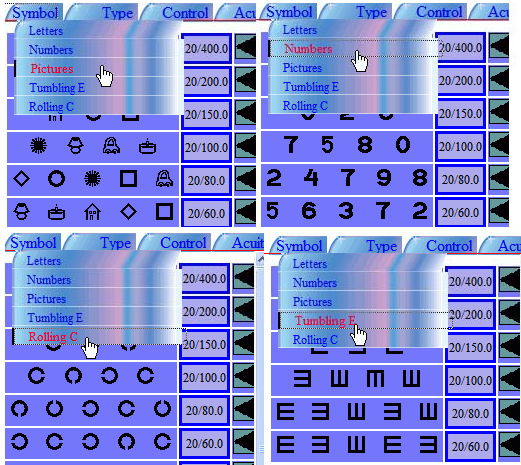 Symbol Type Control Acu
Letters
Numbers 20/400.0
Pictures
Tumbling E 20/200.0
Rolling C 20/150.0
20/100.0
20/80.0
20/60.0
Symbol Type Control A
Letters
Numbers 20/400.0
Pictures
Tumbling E 20/200.0
Rolling C 20/150.0
7 5 8 0 20/100.0
2 4 7 9 8 20/80.0
5 6 3 7 2 20/60.0
Symbol Type Control Acuit
Letters
Numbers 20/400.0
Pictures
Tumbling E 20/200.0
Rolling C 20/150.0
20/100.0
20/80.0
20/60.0
Symbol Type Control A
Letters
Numbers 20/400.0
Pictures
Tumbling E 20/200.0
Rolling C 20/150.0
20/100.0
20/80.0
20/60.0